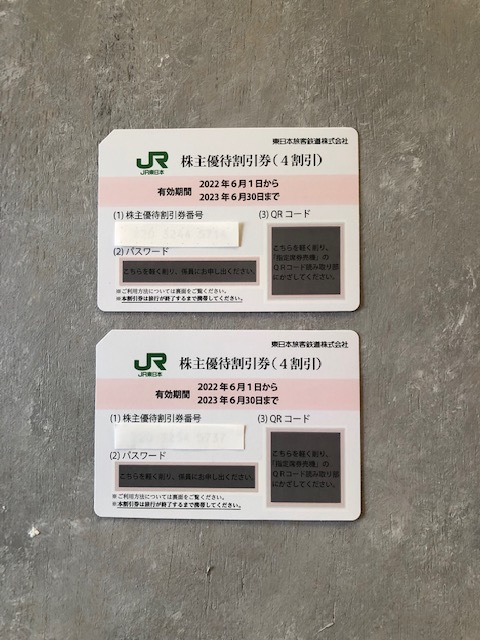 東日本旅客鉄道株式会社
JR
JR東日本
株主優待割引券(4割引)
有効期間
2022年6月1日から
2023年6月30日まで
(1) 株主優待割引券番号
(3) QRコード
(2) パスワード
こちらを軽く削り、係員にお申し出ください。
こちらを軽く削り、
「指定席券売機」の
QRコード読み取り部
にかざしてください。
※ご利用方法については裏面をご覧ください。
※本割引券は旅行が終了するまで携帯してください。
東日本旅客鉄道株式会社
JR
JR東日本
株主優待割引券(4割引)
有効期間
2022年6月1日から
2023年6月30日まで
(1) 株主優待割引券番号
(3) QRコード
(2) パスワード
こちらを軽く削り、係員にお申し出ください。
こちらを軽く削り、
「指定席券売機」の
QRコード読み取り部
にかざしてください。
※ご利用方法については裏面をご覧ください。
※本割引券は旅行が終了するまで携帯してください。